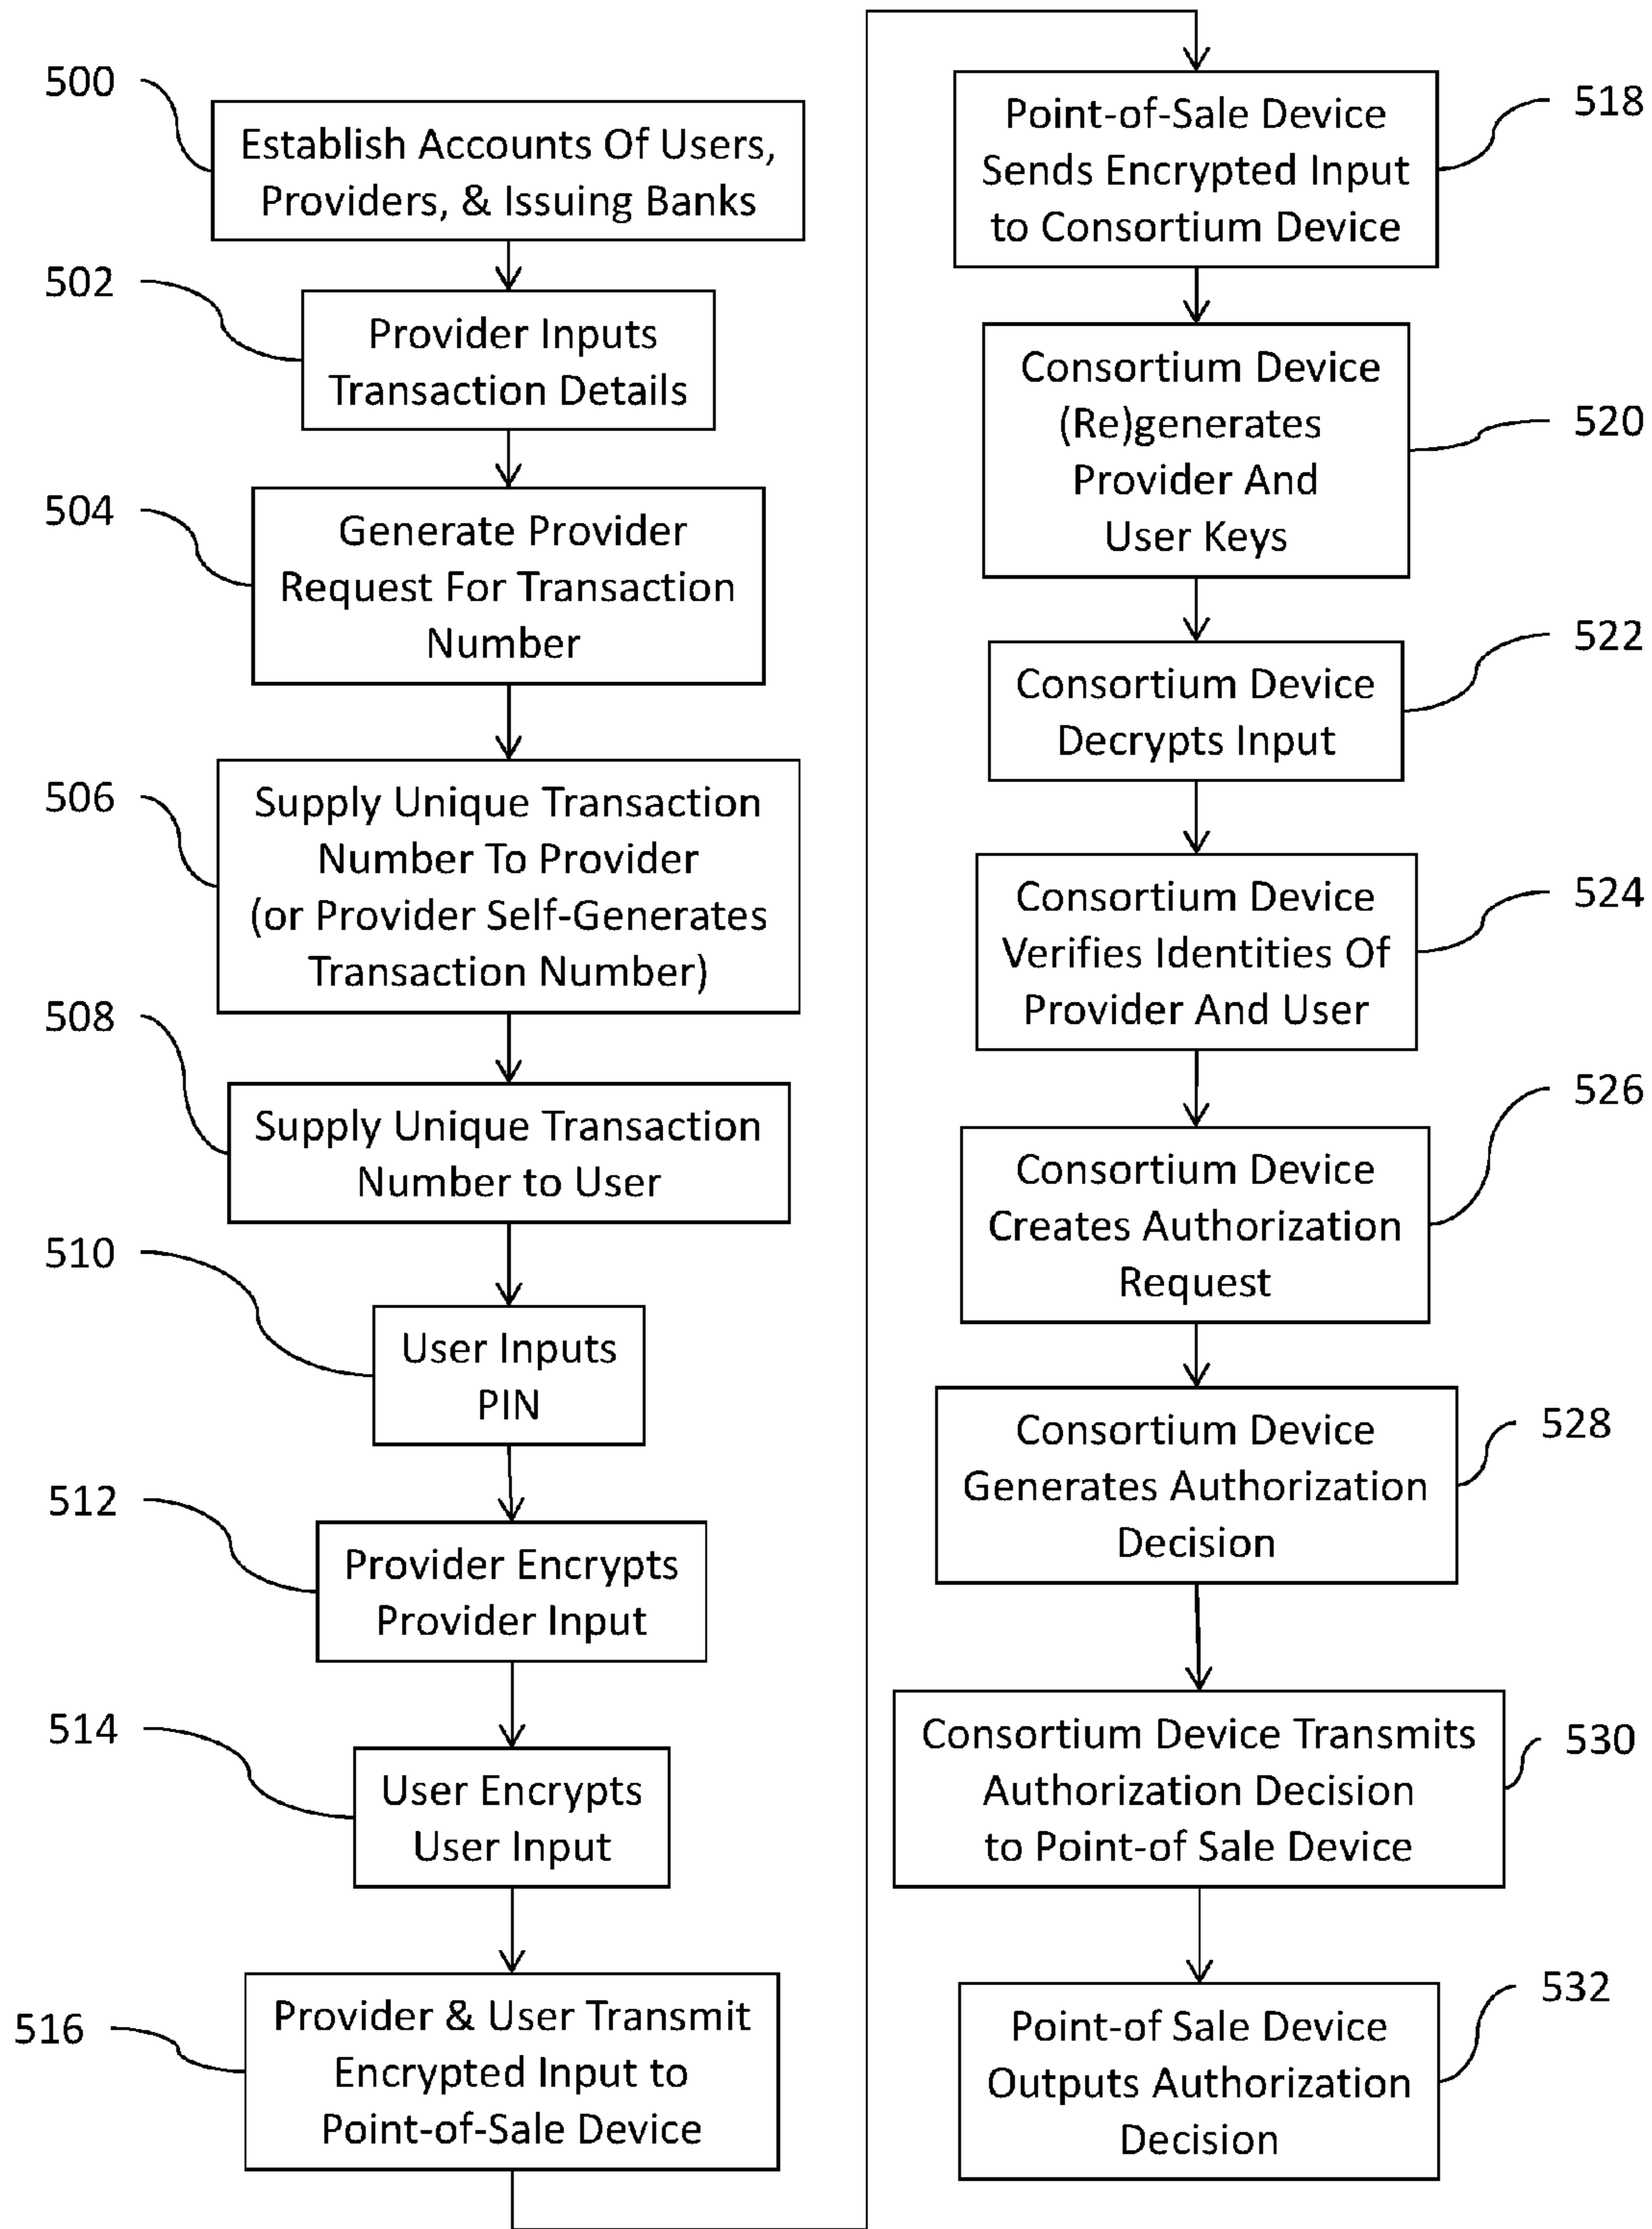 500
Establish Accounts Of Users,
Providers, & Issuing Banks
502
Provider Inputs
Transaction Details
504
Generate Provider
Request For Transaction
Number
506
Supply Unique Transaction
Number To Provider
(or Provider Self-Generates
Transaction Number)
508
Supply Unique Transaction
Number to User
510
User Inputs
PIN
512
Provider Encrypts
Provider Input
514
User Encrypts
User Input
516
Provider & User Transmit
Encrypted Input to
Point-of-Sale Device
518
Point-of-Sale Device
Sends Encrypted Input
to Consortium Device
520
Consortium Device
(Re)generates
Provider And
User Keys
522
Consortium Device
Decrypts Input
524
Consortium Device
Verifies Identities Of
Provider And User
526
Consortium Device
Creates Authorization
Request
528
Consortium Device
Generates Authorization
Decision
530
Consortium Device Transmits
Authorization Decision
to Point-of Sale Device
532
Point-of Sale Device
Outputs Authorization
Decision